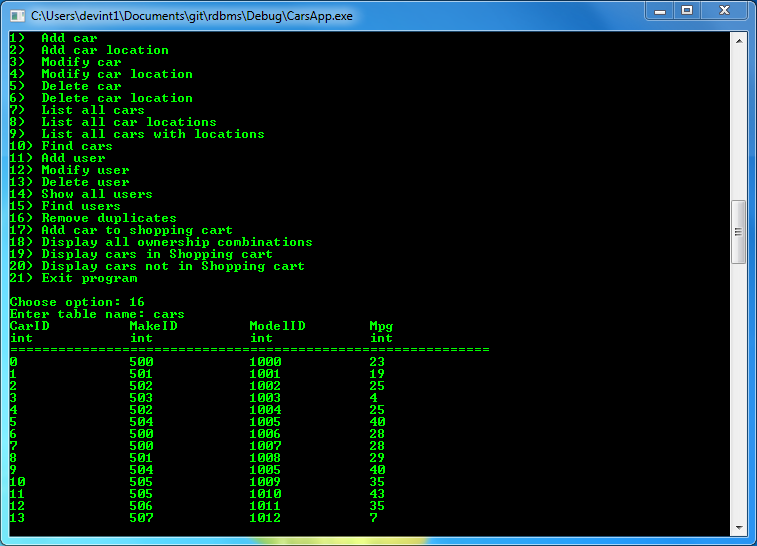 C:\Users\devint1\Documents\git\rdbms\Debug\CarsApp.exe
1)  Add car
2)  Add car location
3)  Modify car
4)  Modify car location
5)  Delete car
6)  Delete car location
7)  List all cars
8)  List all car locations
9)  List all cars with locations
10) Find cars
11) Add user
12) Modify user
13) Delete user
14) Show all users
15) Find users
16) Remove duplicates
17) Add car to shopping cart
18) Display all ownership combinations
19) Display cars in Shopping cart
20) Display cars not in Shopping cart
21) Exit program
Choose option: 16
Enter table name: cars
CarID          MakeID         ModelID        Mpg
int            int            int            int
============================================================
0              500            1000           23
1              501            1001           19
2              502            1002           25
3              503            1003           4
4              502            1004           25
5              504            1005           40
6              500            1006           28
7              500            1007           28
8              501            1008           29
9              504            1005           40
10             505            1009           35
11             505            1010           43
12             506            1011           35
13             507            1012           7